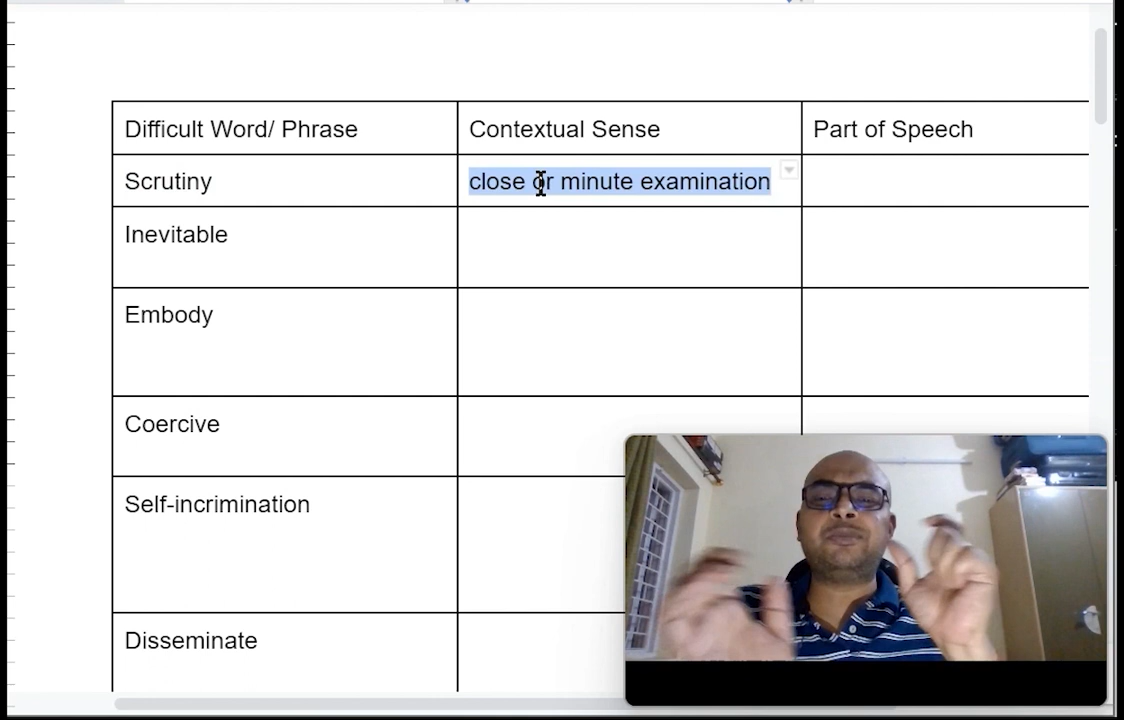 Difficult Word/ Phrase
Contextual Sense
Part of Speech
Scrutiny
close or minute examination
Inevitable
Embody
Coercive
Self-incrimination
Disseminate